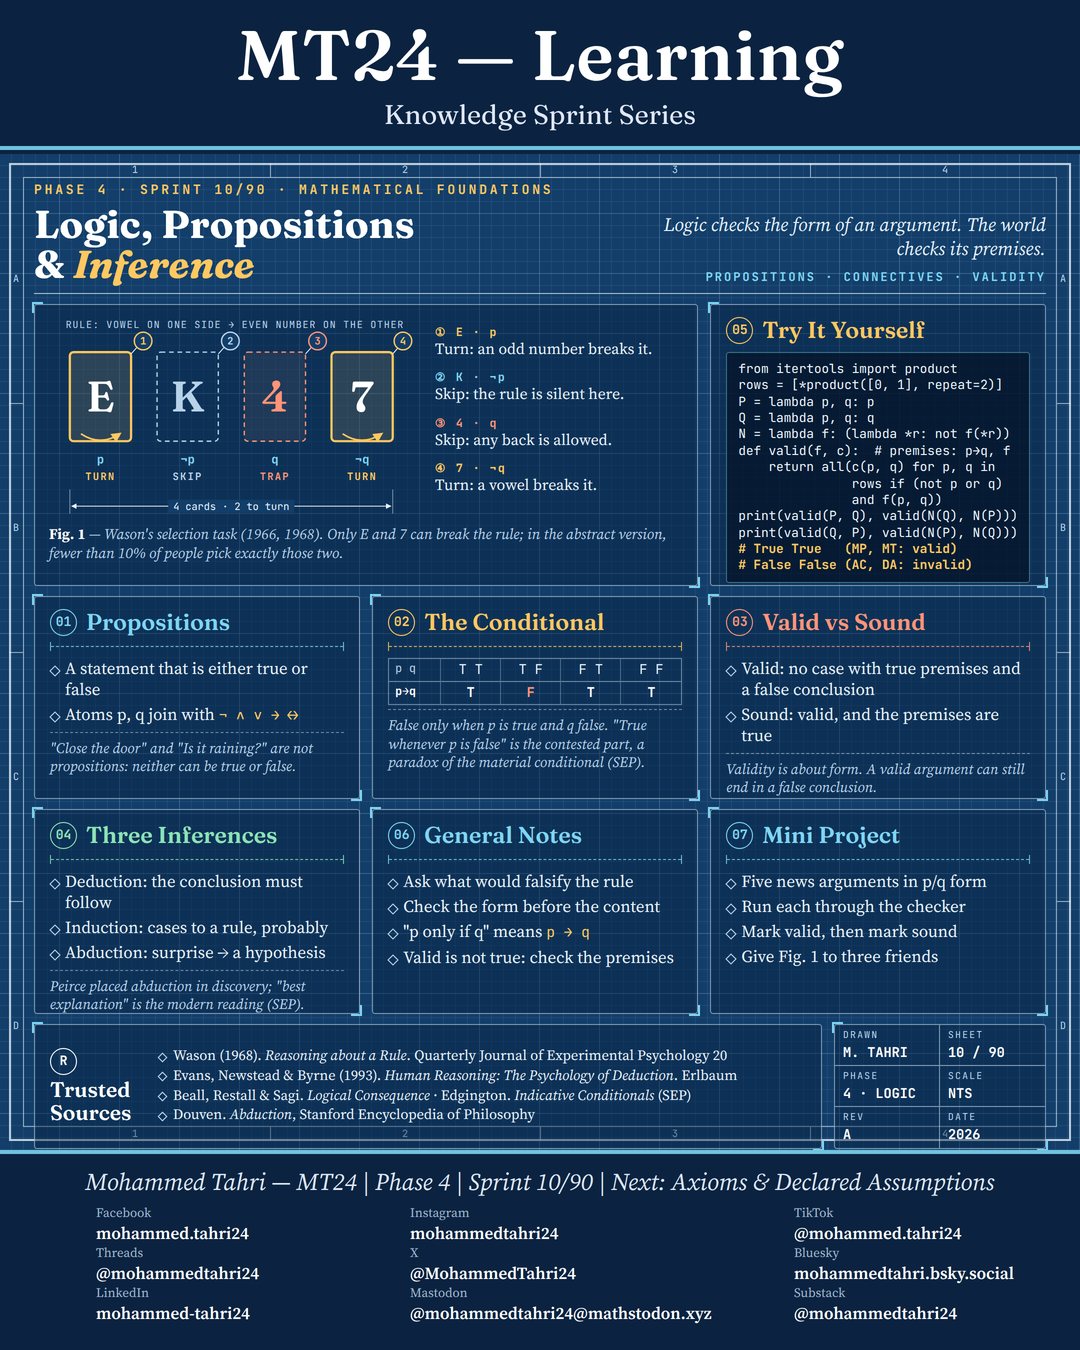 MT24 — Learning
Knowledge Sprint Series
1 2 3 4
PHASE 4 · SPRINT 10/90 · MATHEMATICAL FOUNDATIONS
Logic, Propositions
& Inference
Logic checks the form of an argument. The world
checks its premises.
PROPOSITIONS · CONNECTIVES · VALIDITY
A A
RULE: VOWEL ON ONE SIDE → EVEN NUMBER ON THE OTHER
1 2 3 4
E K 4 7
p ¬p q ¬q
TURN SKIP TRAP TURN
4 cards · 2 to turn
① E · p
Turn: an odd number breaks it.
② K · ¬p
Skip: the rule is silent here.
③ 4 · q
Skip: any back is allowed.
④ 7 · ¬q
Turn: a vowel breaks it.
Fig. 1 — Wason's selection task (1966, 1968). Only E and 7 can break the rule; in the abstract version,
fewer than 10% of people pick exactly those two.
05 Try It Yourself
from itertools import product
rows = [*product([0, 1], repeat=2)]
P = lambda p, q: p
Q = lambda p, q: q
N = lambda f: (lambda *r: not f(*r))
def valid(f, c):  # premises: p→q, f
    return all(c(p, q) for p, q in
               rows if (not p or q)
               and f(p, q))
print(valid(P, Q), valid(N(Q), N(P)))
print(valid(Q, P), valid(N(P), N(Q)))
# True True   (MP, MT: valid)
# False False (AC, DA: invalid)
B B
01 Propositions
◇ A statement that is either true or
false
◇ Atoms p, q join with ¬ ∧ ∨ → ↔
"Close the door" and "Is it raining?" are not
propositions: neither can be true or false.
02 The Conditional
p q T T T F F T F F
p→q T F T T
False only when p is true and q false. "True
whenever p is false" is the contested part, a
paradox of the material conditional (SEP).
03 Valid vs Sound
◇ Valid: no case with true premises and
a false conclusion
◇ Sound: valid, and the premises are
true
Validity is about form. A valid argument can still
end in a false conclusion.
C C
04 Three Inferences
◇ Deduction: the conclusion must
follow
◇ Induction: cases to a rule, probably
◇ Abduction: surprise → a hypothesis
Peirce placed abduction in discovery; "best
explanation" is the modern reading (SEP).
06 General Notes
◇ Ask what would falsify the rule
◇ Check the form before the content
◇ "p only if q" means p → q
◇ Valid is not true: check the premises
07 Mini Project
◇ Five news arguments in p/q form
◇ Run each through the checker
◇ Mark valid, then mark sound
◇ Give Fig. 1 to three friends
D D
R
Trusted
Sources
◇ Wason (1968). Reasoning about a Rule. Quarterly Journal of Experimental Psychology 20
◇ Evans, Newstead & Byrne (1993). Human Reasoning: The Psychology of Deduction. Erlbaum
◇ Beall, Restall & Sagi. Logical Consequence · Edgington. Indicative Conditionals (SEP)
◇ Douven. Abduction, Stanford Encyclopedia of Philosophy
DRAWN SHEET
M. TAHRI 10 / 90
PHASE SCALE
4 · LOGIC NTS
REV DATE
A 2026
1 2 3 4
Mohammed Tahri — MT24 | Phase 4 | Sprint 10/90 | Next: Axioms & Declared Assumptions
Facebook Instagram TikTok
mohammed.tahri24 mohammedtahri24 @mohammed.tahri24
Threads X Bluesky
@mohammedtahri24 @MohammedTahri24 mohammedtahri.bsky.social
LinkedIn Mastodon Substack
mohammed-tahri24 @mohammedtahri24@mathstodon.xyz @mohammedtahri24